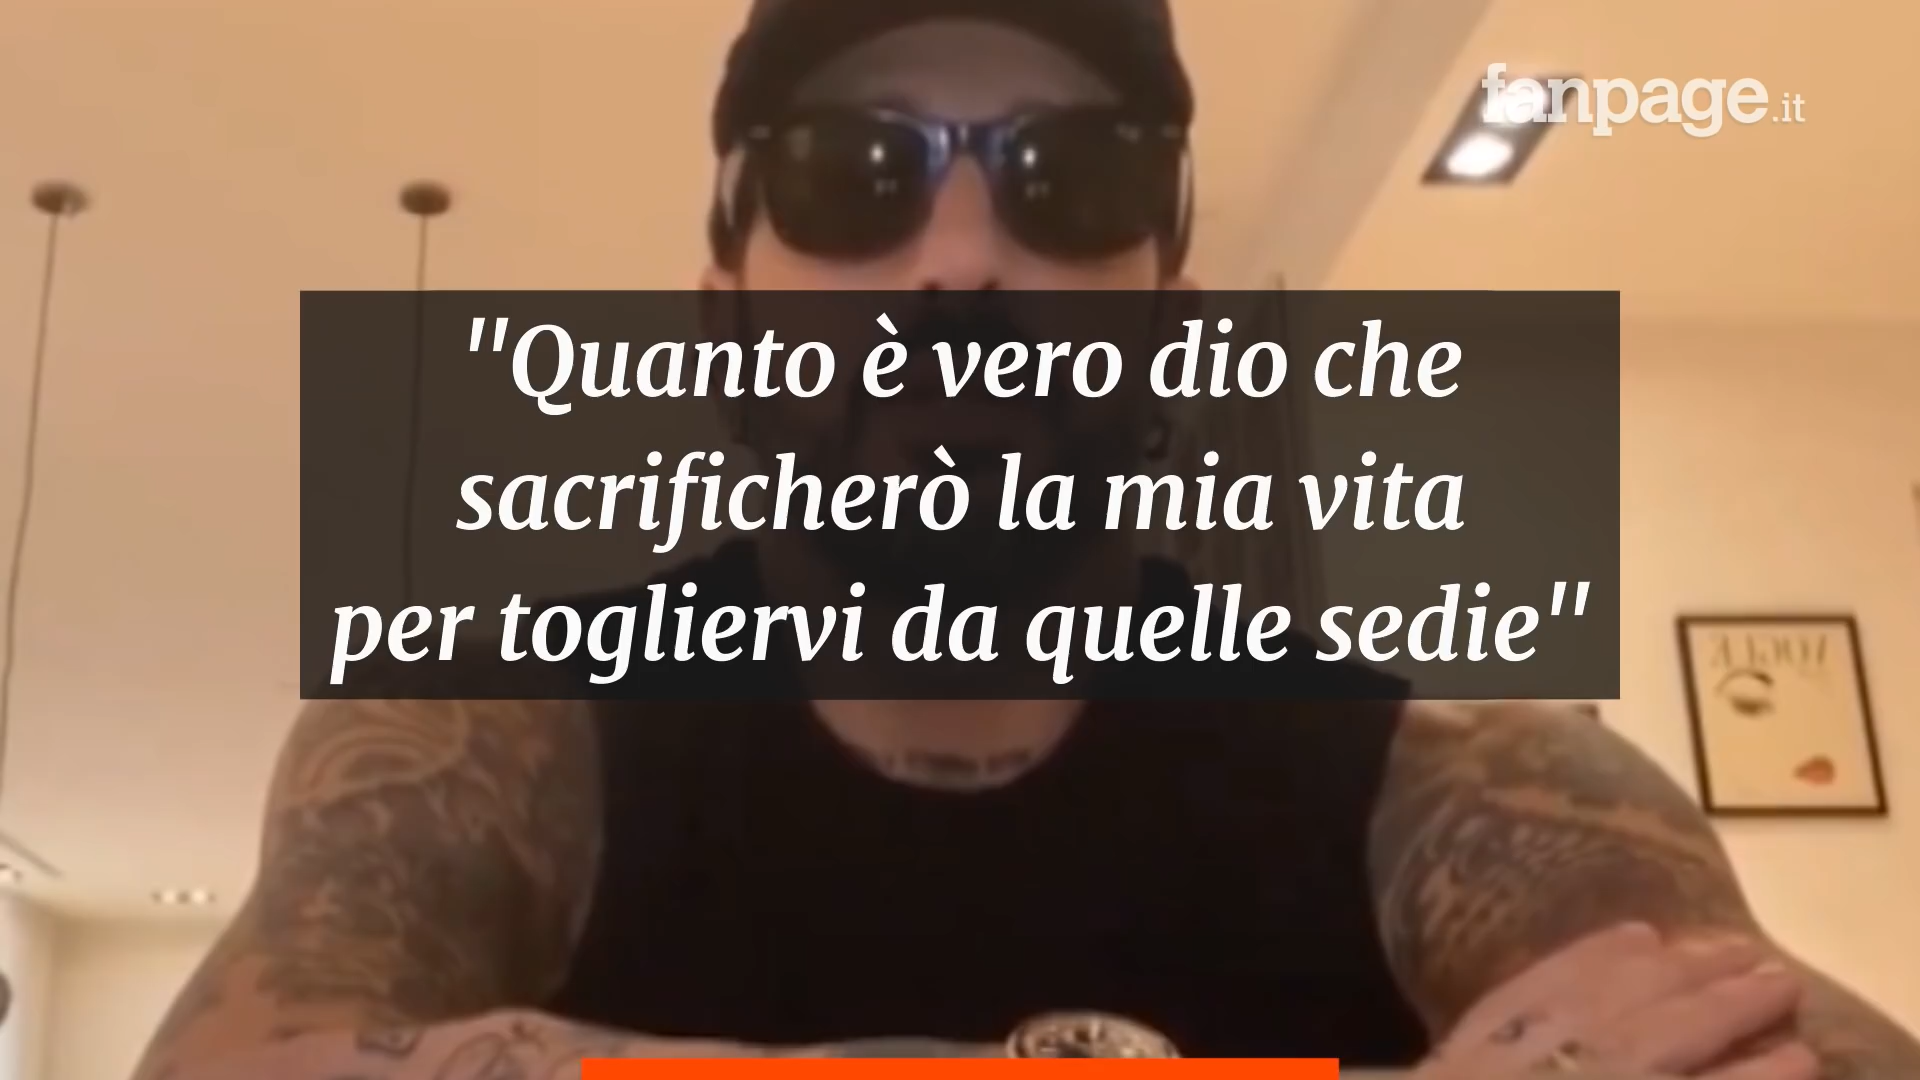 fanpage.it
"Quanto è vero dio che
sacrificherò la mia vita
per togliervi da quelle sedie"